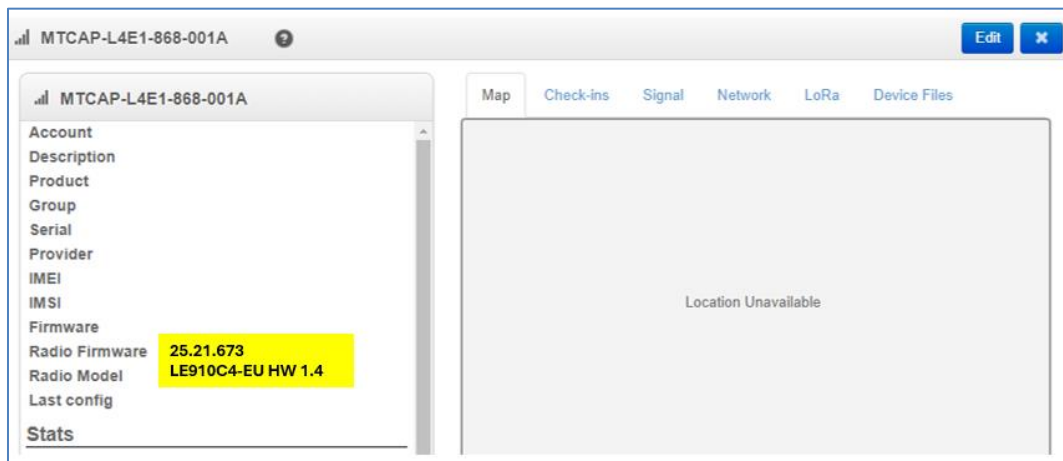 MTCAP-L4E1-868-001A ?
Edit ×
MTCAP-L4E1-868-001A
Map Check-ins Signal Network LoRa Device Files
Account
Description
Product
Group
Serial
Provider
IMEI
IMSI
Location Unavailable
Firmware
Radio Firmware 25.21.673
Radio Model LE910C4-EU HW 1.4
Last config
Stats